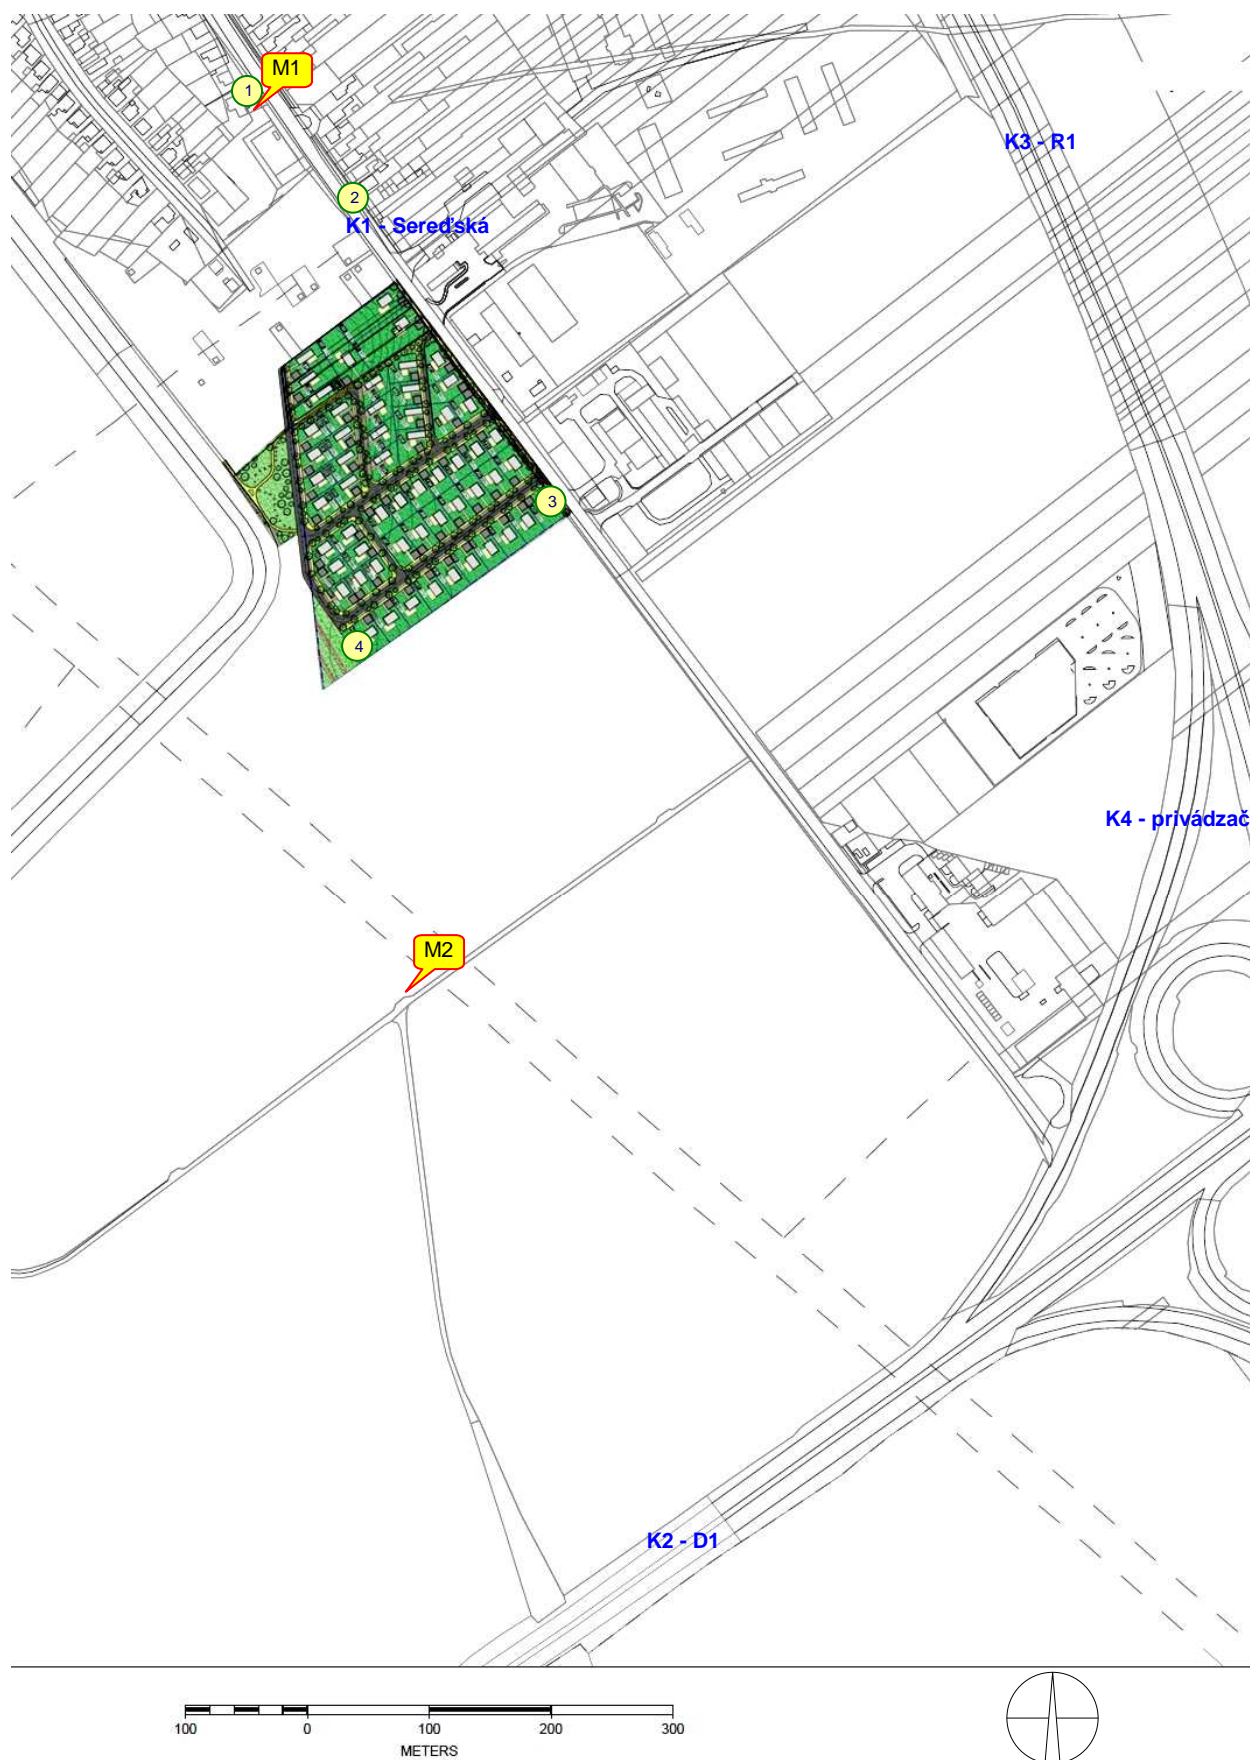 M1
1
K3 - R1
2
K1 - Sereďská
3
4
K4 - privádzač
M2
K2 - D1
100 0 100 200 300
METERS